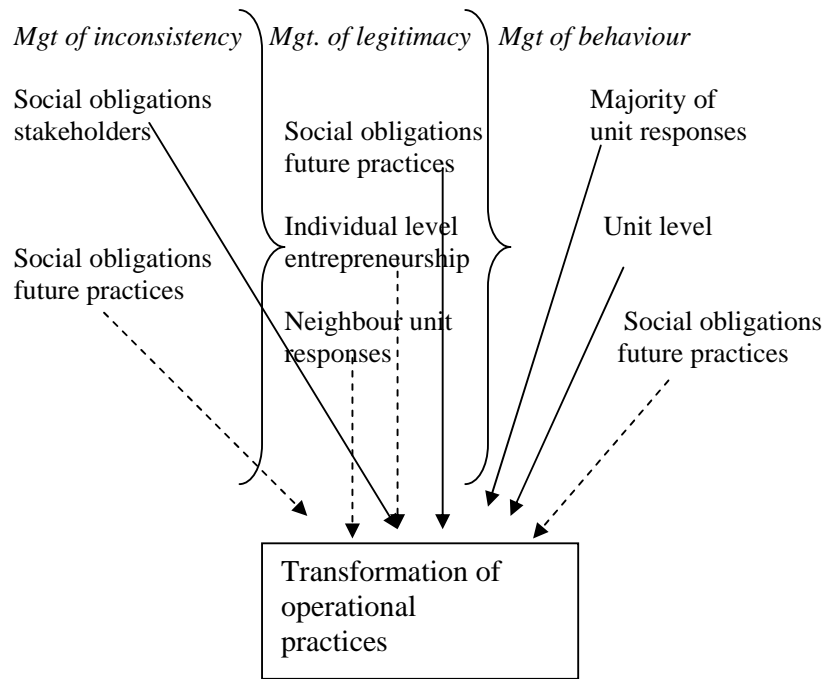 Mgt of inconsistency
Mgt. of legitimacy
Mgt of behaviour
Social obligations
stakeholders
Social obligations
future practices
Social obligations
future practices
Individual level
entrepreneurship
Neighbour unit
responses
Majority of
unit responses
Unit level
Social obligations
future practices
Transformation of
operational
practices